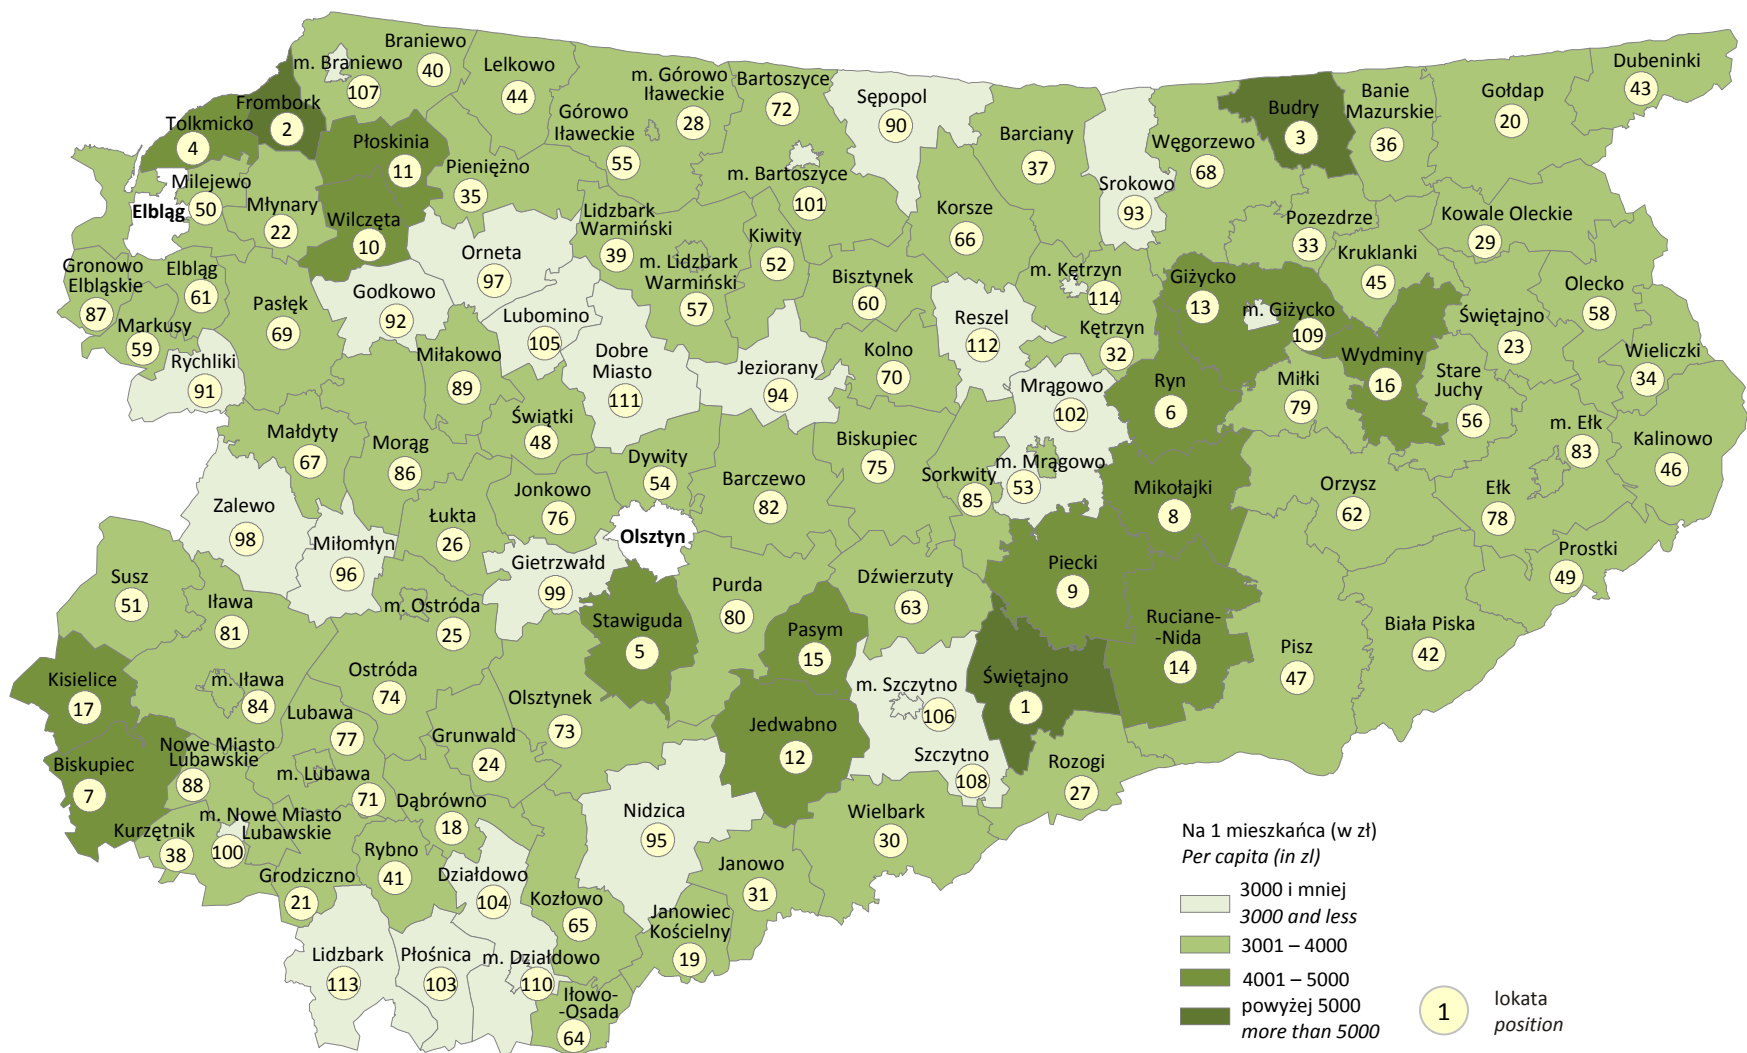 Braniewo
40
m. Braniewo
107
Lelkowo
44
m. Górowo
Iławeckie
28
Bartoszyce
72
Sępopol
90
Górowo
Iławeckie
55
Frombork
2
Tolkmicko
4
Płoskinia
11
Pieniężno
35
m. Bartoszyce
101
Barciany
37
Srokowo
93
Węgorzewo
68
Budry
3
Banie
Mazurskie
36
Gołdap
20
Dubeninki
43
Milejewo
50
Elbląg
Młynary
22
Wilczęta
10
Orneta
97
Lidzbark
Warmiński
39
m. Lidzbark
Warmiński
57
Kiwity
52
Bisztynek
60
Korsze
66
m. Kętrzyn
114
Kętrzyn
32
Pozezdrze
33
Kruklanki
45
Kowale Oleckie
29
Olecko
58
Gronowo
Elbląskie
87
Elbląg
61
Markusy
59
Rychliki
91
Pasłęk
69
Godkowo
92
Miłakowo
89
Lubomino
105
Dobre
Miasto
111
Jeziorany
94
Kolno
70
Reszel
112
Giżycko
13
m. Giżycko
109
Wydminy
16
Świętajno
23
Stare
Juchy
56
Wieliczki
34
Mrągowo
102
Ryn
6
Miłki
79
m. Ełk
83
Kalinowo
46
Małdyty
67
Morąg
86
Świątki
48
Dywity
54
Barczewo
82
Biskupiec
75
Sorkwity
85
m. Mrągowo
53
Mikołajki
8
Orzysz
62
Ełk
78
Prostki
49
Zalewo
98
Miłomłyn
96
Łukta
26
Jonkowo
76
Olsztyn
Gietrzwałd
99
Susz
51
Iława
81
m. Ostróda
25
Stawiguda
5
Purda
80
Pasym
15
Dźwierzuty
63
Piecki
9
Ruciane-
-Nida
14
Pisz
47
Biała Piska
42
Kisielice
17
m. Iława
84
Ostróda
74
Lubawa
77
Olsztynek
73
Grunwald
24
Jedwabno
12
m. Szczytno
106
Szczytno
108
Świętajno
1
Rozogi
27
Biskupiec
7
Nowe Miasto
Lubawskie
88
m. Lubawa
71
Dąbrówno
18
Nidzica
95
Wielbark
30
Kurzętnik
38
m. Nowe Miasto
Lubawskie
100
Grodziczno
21
Rybno
41
Działdowo
104
Kozłowo
65
Janowo
31
Janowiec
Kościelny
19
Lidzbark
113
Płośnica
103
m. Działdowo
110
Iłowo-
-Osada
64
Na 1 mieszkańca (w zł)
Per capita (in zl)
3000 i mniej
3000 and less
3001 – 4000
4001 – 5000
powyżej 5000
more than 5000
1
lokata
position